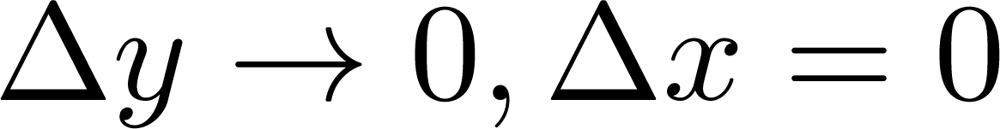 Δy → 0, Δx = 0